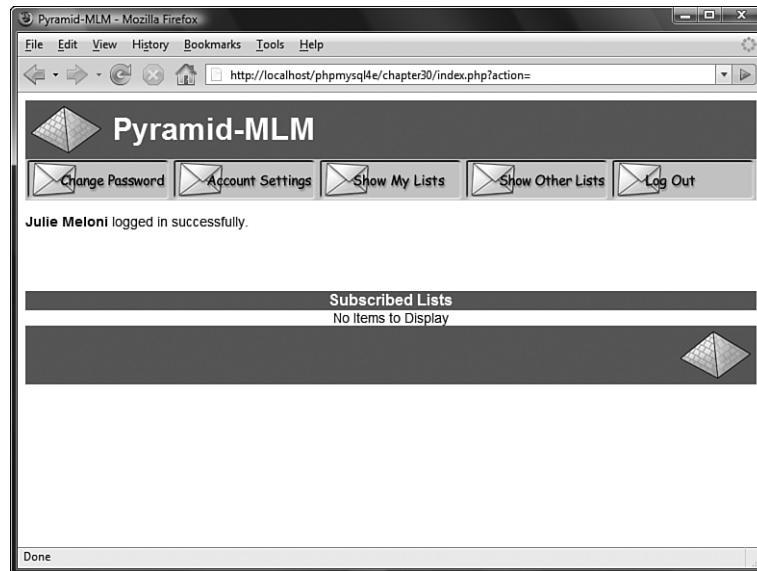 Pyramid-MLM - Mozilla Firefox
File Edit View History Bookmarks Tools Help
http://localhost/phpmysql4e/chapter30/index.php?action=
Pyramid-MLM
Change Password Account Settings Show My Lists Show Other Lists Log Out
Julie Meloni logged in successfully.
Subscribed Lists
No Items to Display
Done